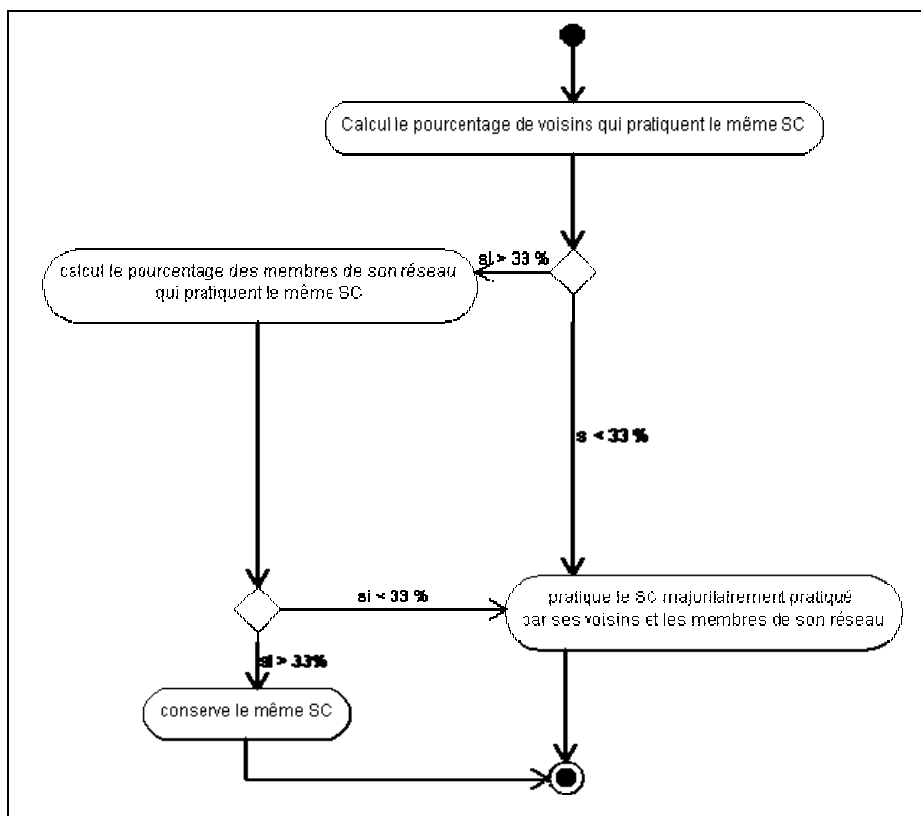 Calcul le pourcentage de voisins qui pratiquent le même SC
si > 33 %
calcul le pourcentage des membres de son réseau
qui pratiquent le même SC
s < 33 %
si < 33 %
pratique le SC majoritairement pratiqué
par ses voisins et les membres de son réseau
si > 33%
conserve le même SC